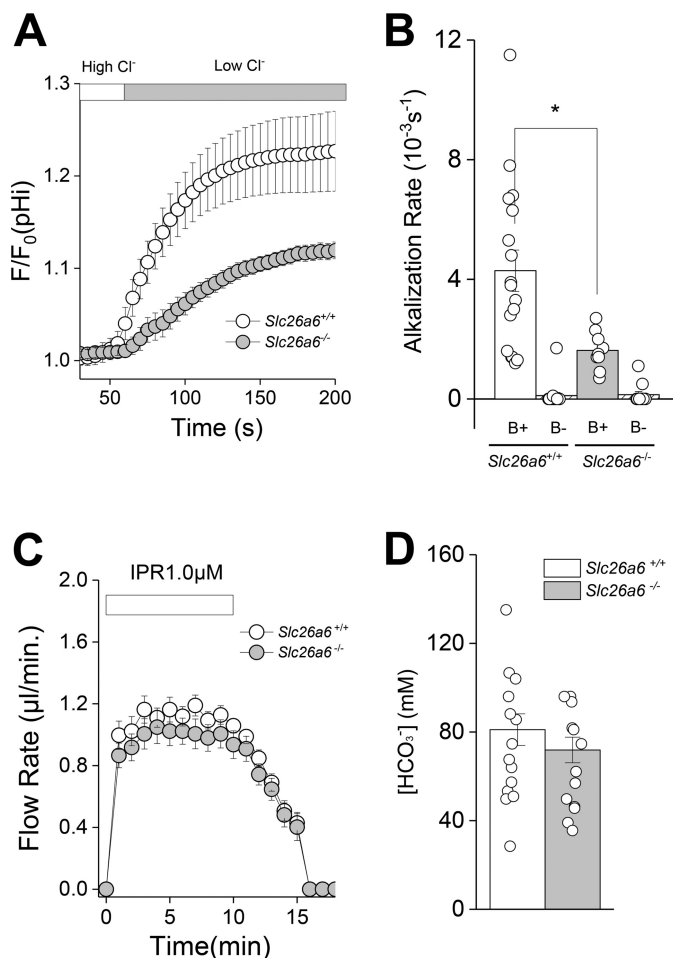 A
High Cl⁻
Low Cl⁻
1.3
1.2
1.1
1.0
F/F₀(pHi)
Slc26a6⁺/⁺
Slc26a6⁻/⁻
50
100
150
200
Time (s)
B
12
8
4
0
Alkalization Rate (10⁻³s⁻¹)
*
B+
B-
B+
B-
Slc26a6⁺/⁺
Slc26a6⁻/⁻
C
IPR1.0µM
2.0
1.6
1.2
0.8
0.4
0.0
Flow Rate (µl/min.)
Slc26a6⁺/⁺
Slc26a6⁻/⁻
0
5
10
15
Time(min)
D
160
120
80
40
0
[HCO₃⁻] (mM)
Slc26a6⁺/⁺
Slc26a6⁻/⁻